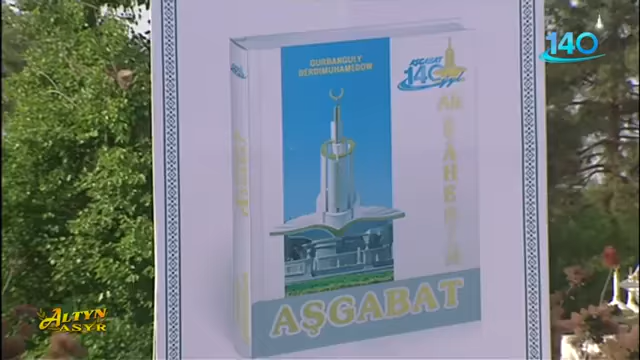 140
GURBANGULY
BERDIMUHAMEDOW
AŞGABAT
140
AK
ŞÄHERIM
AŞGABAT
ALTYN
ASYR